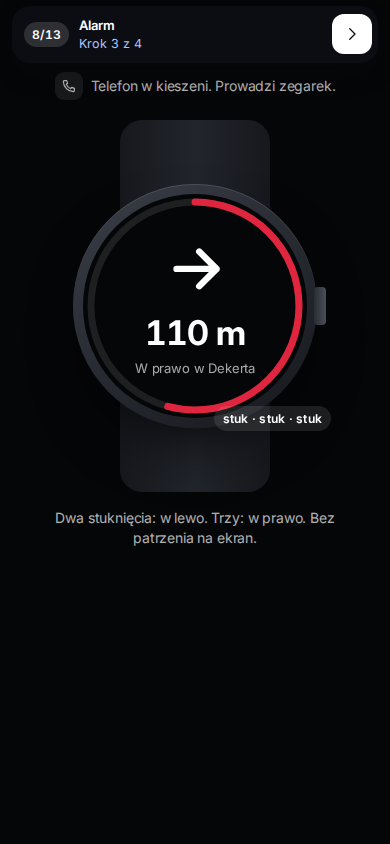 8/13
Alarm
Krok 3 z 4
Telefon w kieszeni. Prowadzi zegarek.
110 m
W prawo w Dekerta
stuk · stuk · stuk
Dwa stuknięcia: w lewo. Trzy: w prawo. Bez
patrzenia na ekran.